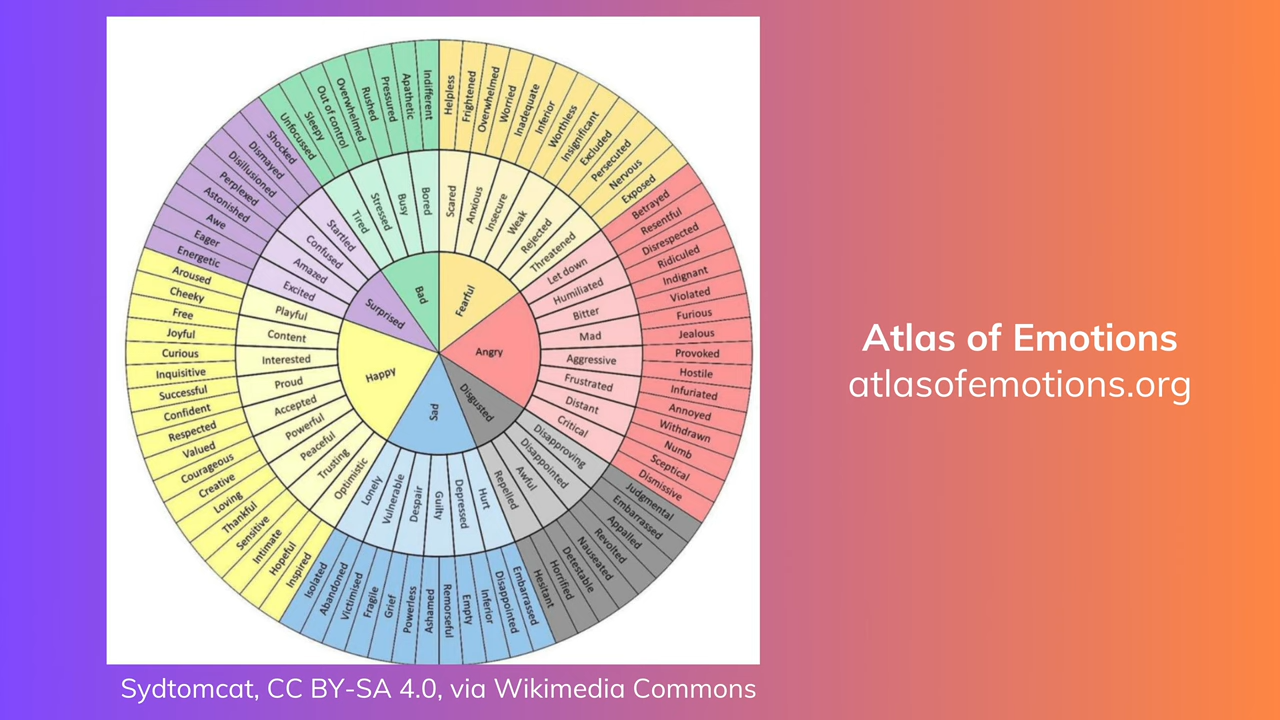 Fearful
Angry
Disgusted
Sad
Happy
Surprised
Bad
Scared
Anxious
Insecure
Weak
Rejected
Threatened
Let down
Humiliated
Bitter
Mad
Aggressive
Frustrated
Distant
Critical
Disapproving
Disappointed
Awful
Repelled
Hurt
Depressed
Guilty
Despair
Vulnerable
Lonely
Optimistic
Trusting
Peaceful
Powerful
Accepted
Proud
Interested
Content
Playful
Excited
Amazed
Confused
Startled
Tired
Stressed
Busy
Bored
Helpless
Frightened
Overwhelmed
Worried
Inadequate
Inferior
Worthless
Insignificant
Excluded
Persecuted
Nervous
Exposed
Betrayed
Resentful
Disrespected
Ridiculed
Indignant
Violated
Furious
Jealous
Provoked
Hostile
Infuriated
Annoyed
Withdrawn
Numb
Sceptical
Dismissive
Judgmental
Embarrassed
Appalled
Revolted
Nauseated
Detestable
Horrified
Hesitant
Embarrassed
Disappointed
Inferior
Empty
Remorseful
Ashamed
Powerless
Grief
Fragile
Victimised
Abandoned
Isolated
Inspired
Hopeful
Intimate
Sensitive
Thankful
Loving
Creative
Courageous
Valued
Respected
Confident
Successful
Inquisitive
Curious
Joyful
Free
Cheeky
Aroused
Energetic
Eager
Awe
Astonished
Perplexed
Disillusioned
Dismayed
Shocked
Unfocussed
Sleepy
Out of control
Overwhelmed
Rushed
Pressured
Apathetic
Indifferent
Atlas of Emotions
atlasofemotions.org
Sydtomcat, CC BY-SA 4.0, via Wikimedia Commons